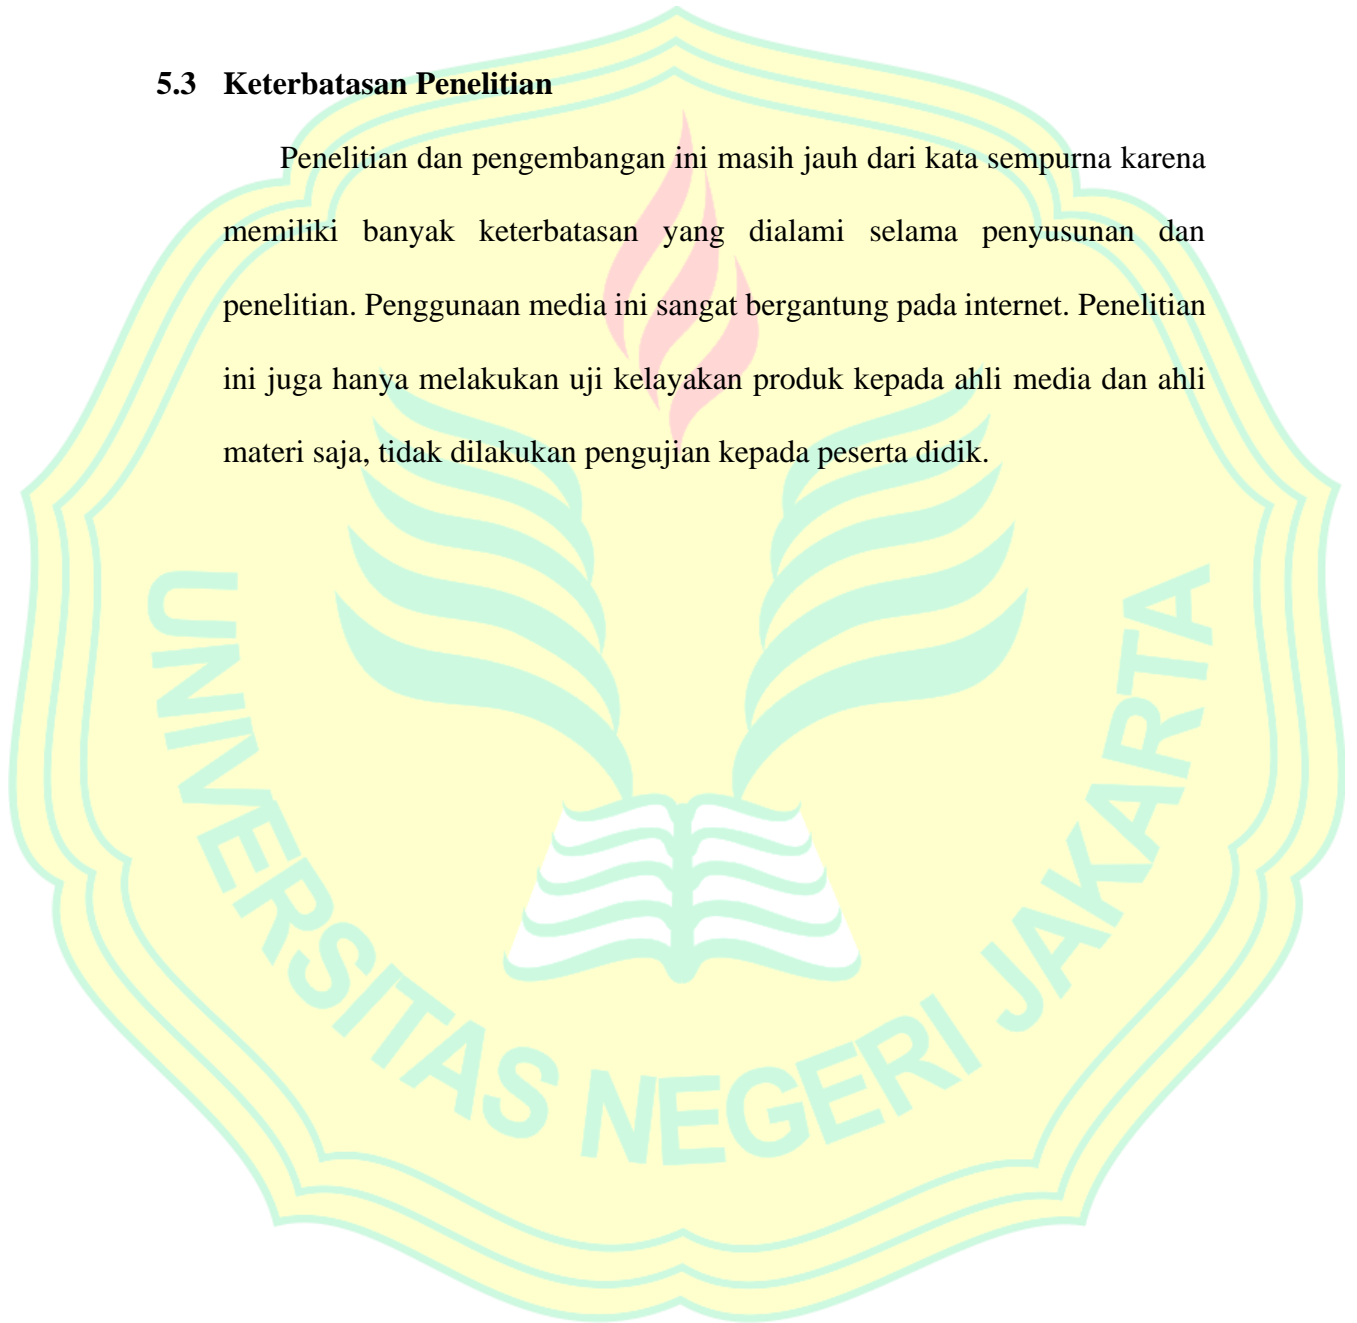 5.3 Keterbatasan Penelitian
Penelitian dan pengembangan ini masih jauh dari kata sempurna karena
memiliki banyak keterbatasan yang dialami selama penyusunan dan
penelitian. Penggunaan media ini sangat bergantung pada internet. Penelitian
ini juga hanya melakukan uji kelayakan produk kepada ahli media dan ahli
materi saja, tidak dilakukan pengujian kepada peserta didik.
UNIVERSITAS NEGERI JAKARTA